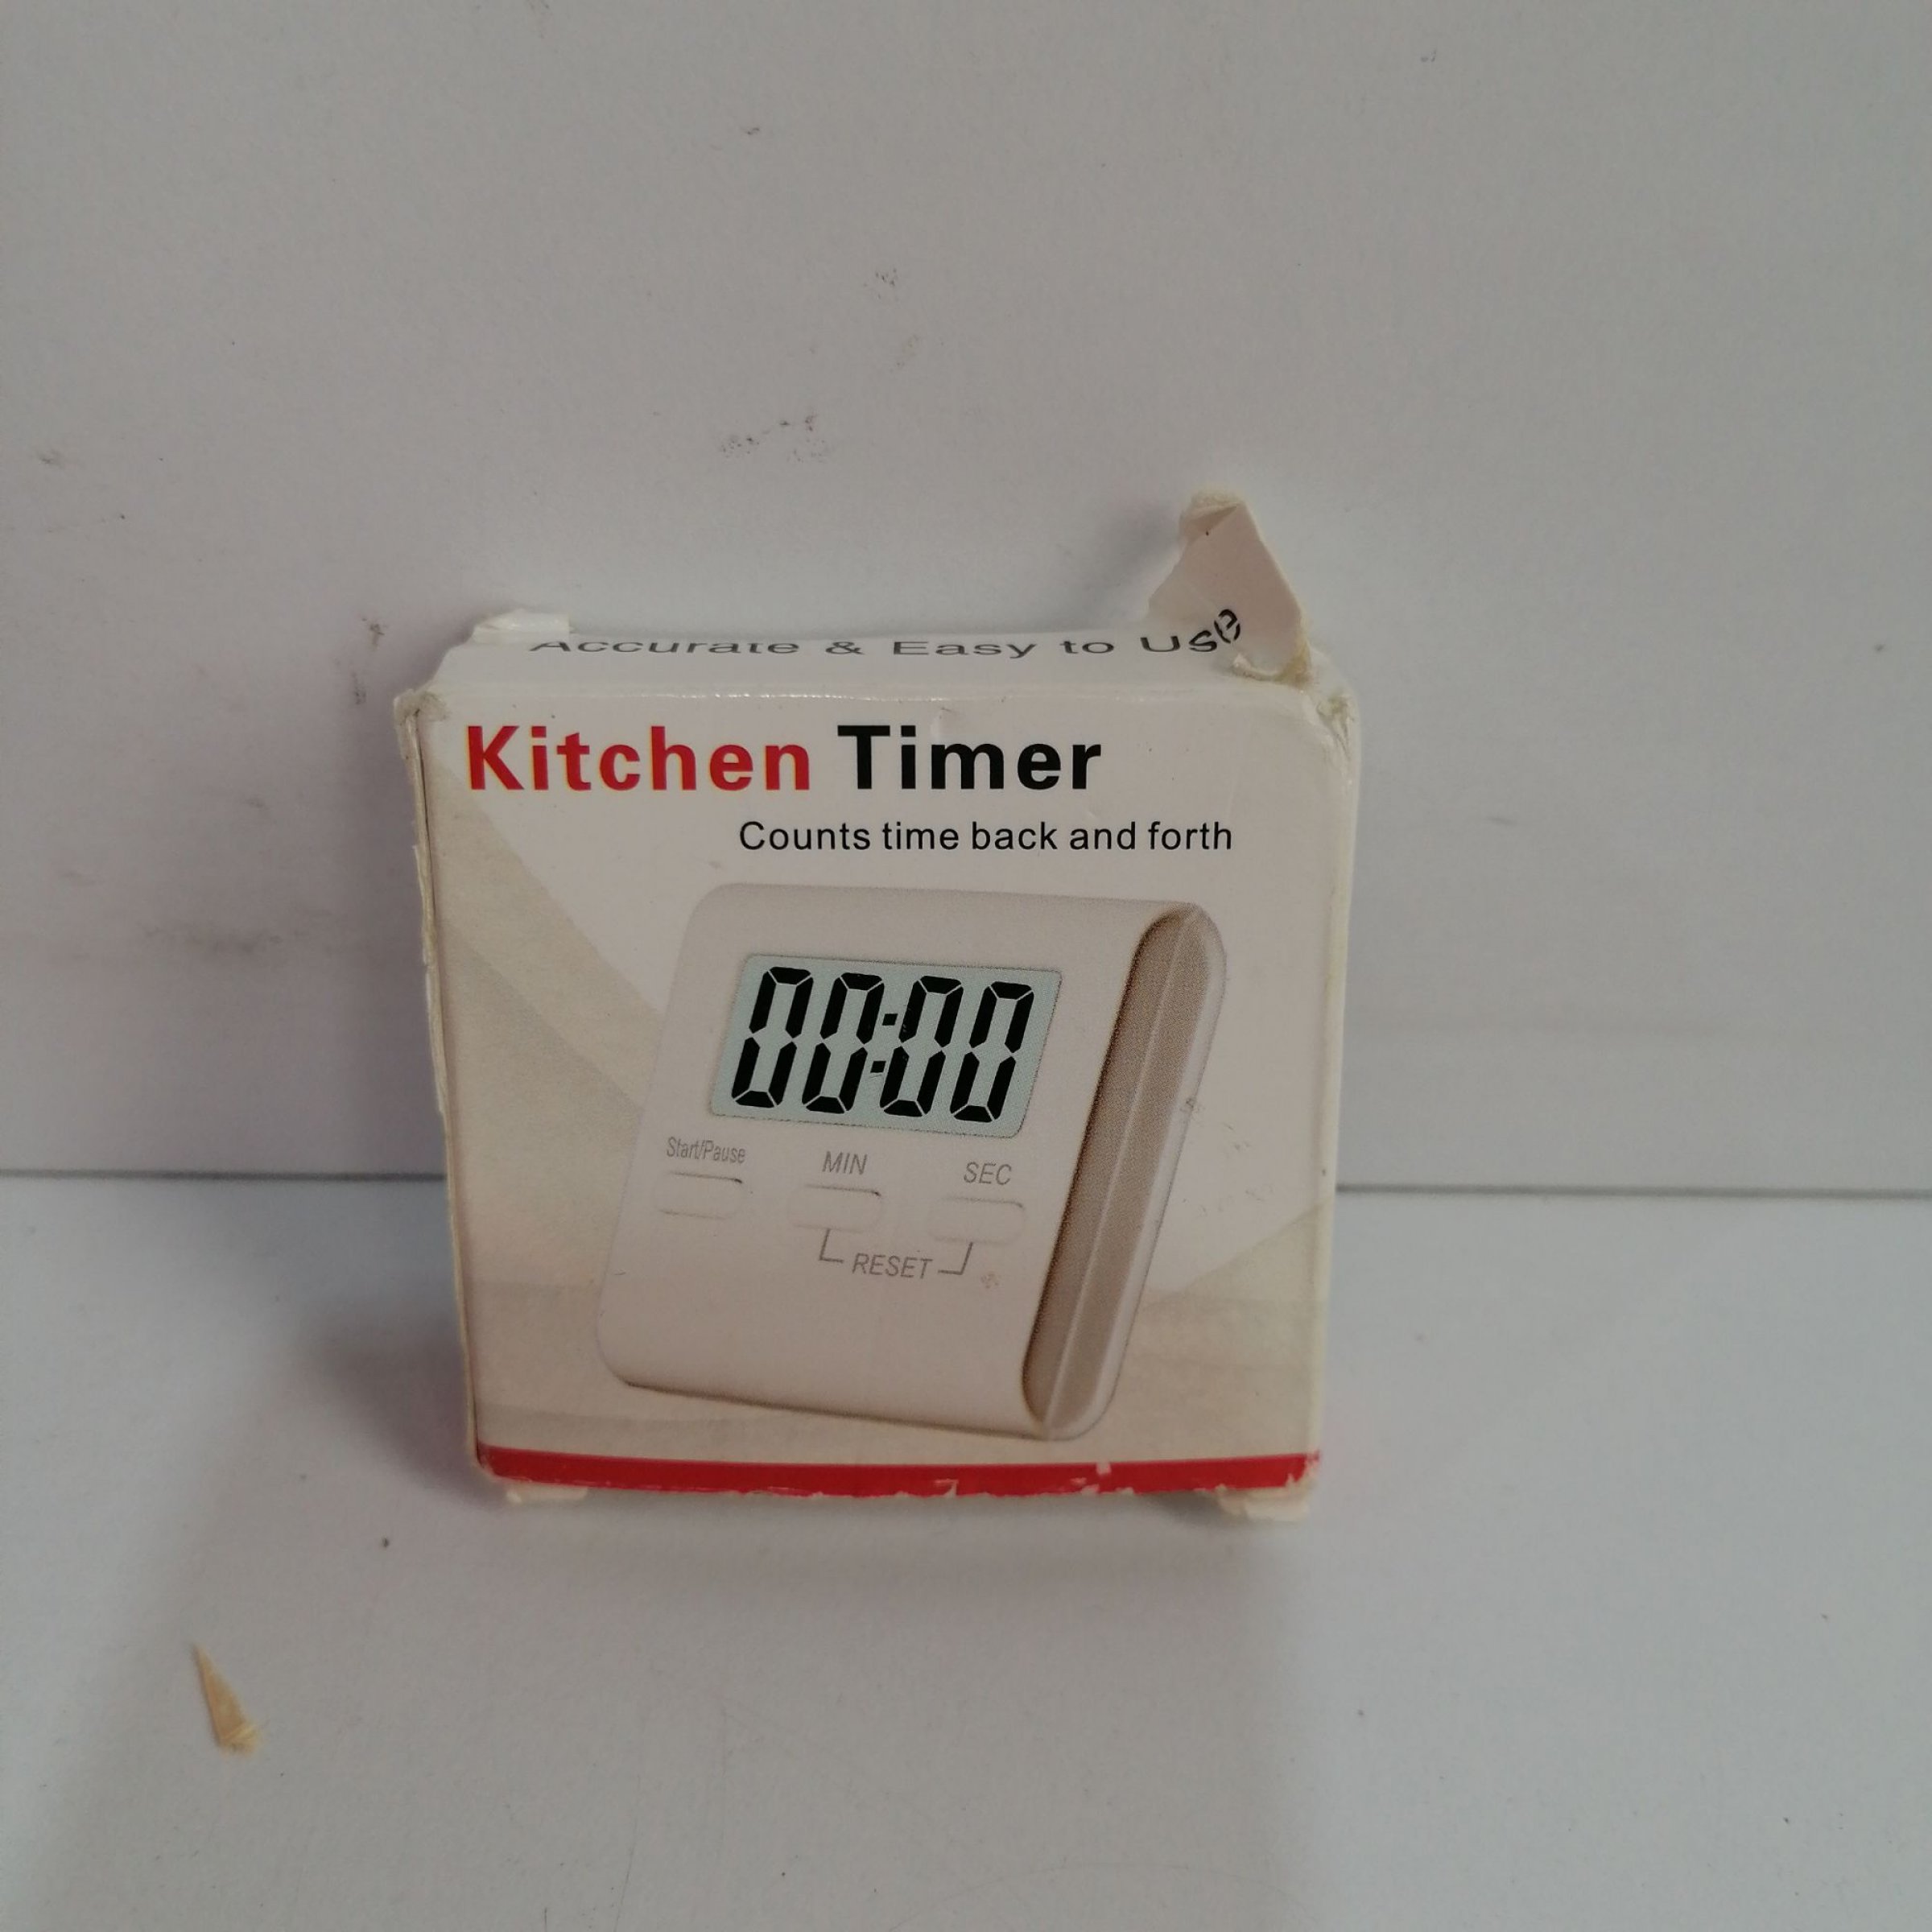 Accurate & Easy to Use
Kitchen Timer
Counts time back and forth
00:00
Start/Pause MIN SEC
RESET